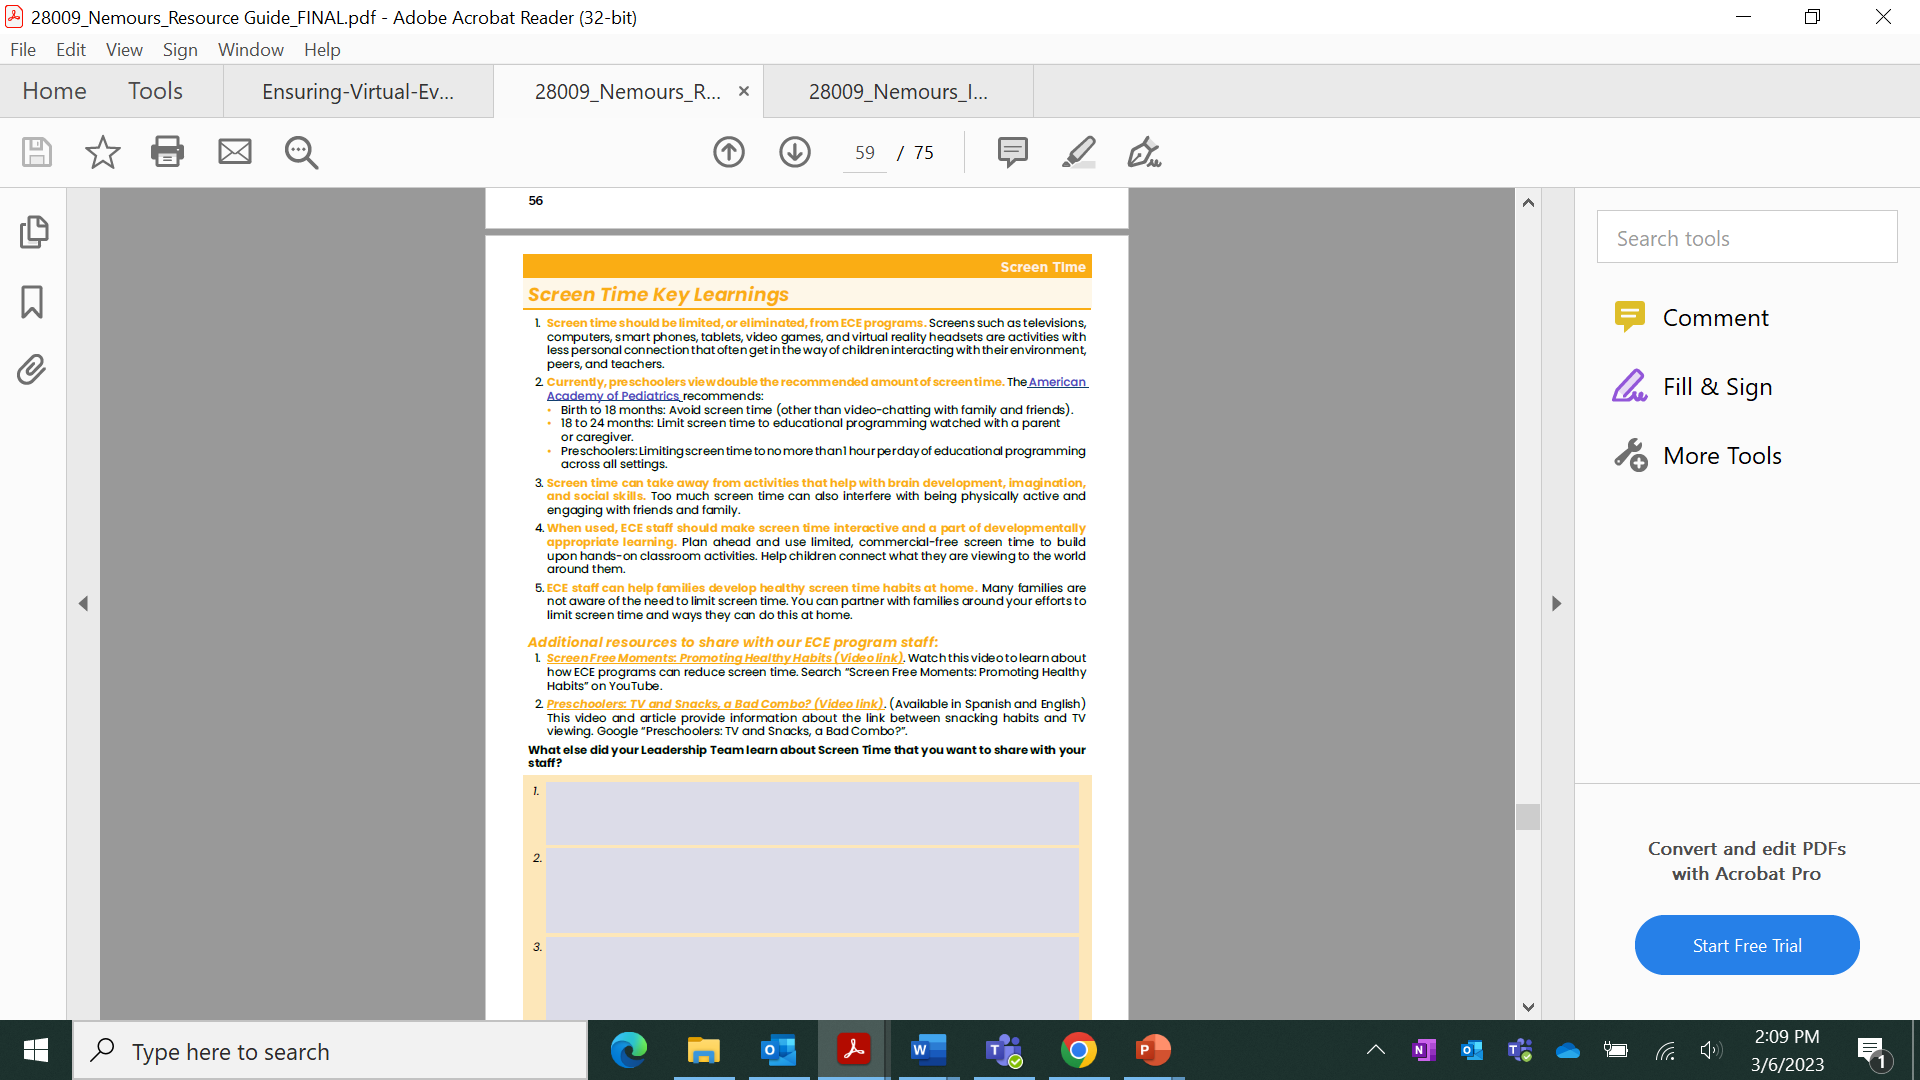 28009_Nemours_Resource Guide_FINAL.pdf - Adobe Acrobat Reader (32-bit)
File Edit View Sign Window Help
Home Tools Ensuring-Virtual-Ev... 28009_Nemours_R... × 28009_Nemours_I...
59 / 75
56
Search tools
Comment
Fill & Sign
More Tools
Screen Time
Screen Time Key Learnings
1. Screen time should be limited, or eliminated, from ECE programs. Screens such as televisions,
computers, smart phones, tablets, video games, and virtual reality headsets are activities with
less personal connection that often get in the way of children interacting with their environment,
peers, and teachers.
2. Currently, preschoolers view double the recommended amount of screen time. The American
Academy of Pediatrics recommends:
• Birth to 18 months: Avoid screen time (other than video-chatting with family and friends).
• 18 to 24 months: Limit screen time to educational programming watched with a parent
or caregiver.
• Preschoolers: Limiting screen time to no more than 1 hour per day of educational programming
across all settings.
3. Screen time can take away from activities that help with brain development, imagination,
and social skills. Too much screen time can also interfere with being physically active and
engaging with friends and family.
4. When used, ECE staff should make screen time interactive and a part of developmentally
appropriate learning. Plan ahead and use limited, commercial-free screen time to build
upon hands-on classroom activities. Help children connect what they are viewing to the world
around them.
5. ECE staff can help families develop healthy screen time habits at home. Many families are
not aware of the need to limit screen time. You can partner with families around your efforts to
limit screen time and ways they can do this at home.
Additional resources to share with our ECE program staff:
1. Screen Free Moments: Promoting Healthy Habits (Video link). Watch this video to learn about
how ECE programs can reduce screen time. Search "Screen Free Moments: Promoting Healthy
Habits" on YouTube.
2. Preschoolers: TV and Snacks, a Bad Combo? (Video link). (Available in Spanish and English)
This video and article provide information about the link between snacking habits and TV
viewing. Google "Preschoolers: TV and Snacks, a Bad Combo?".
What else did your Leadership Team learn about Screen Time that you want to share with your
staff?
1.
2.
3.
Convert and edit PDFs
with Acrobat Pro
Start Free Trial
Type here to search
2:09 PM
3/6/2023
1